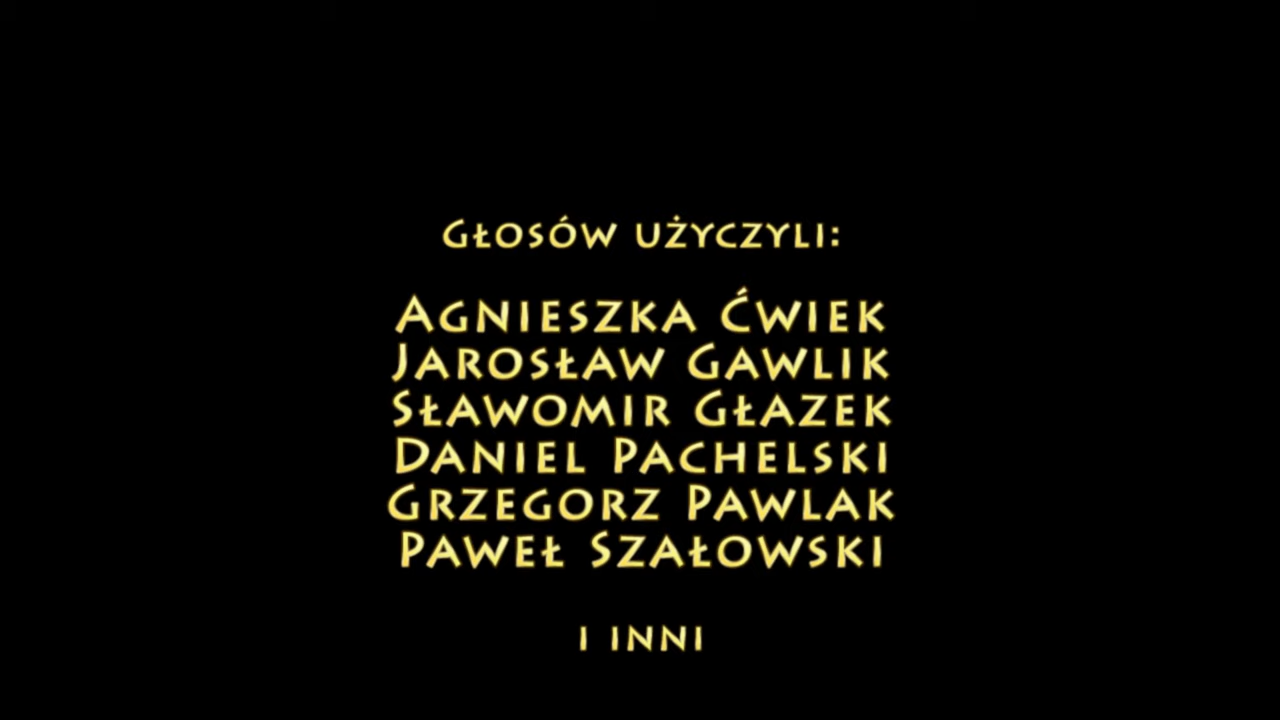 Głosów użyczyli:
Agnieszka Ćwiek
Jarosław Gawlik
Sławomir Głazek
Daniel Pachelski
Grzegorz Pawlak
Paweł Szałowski
i inni